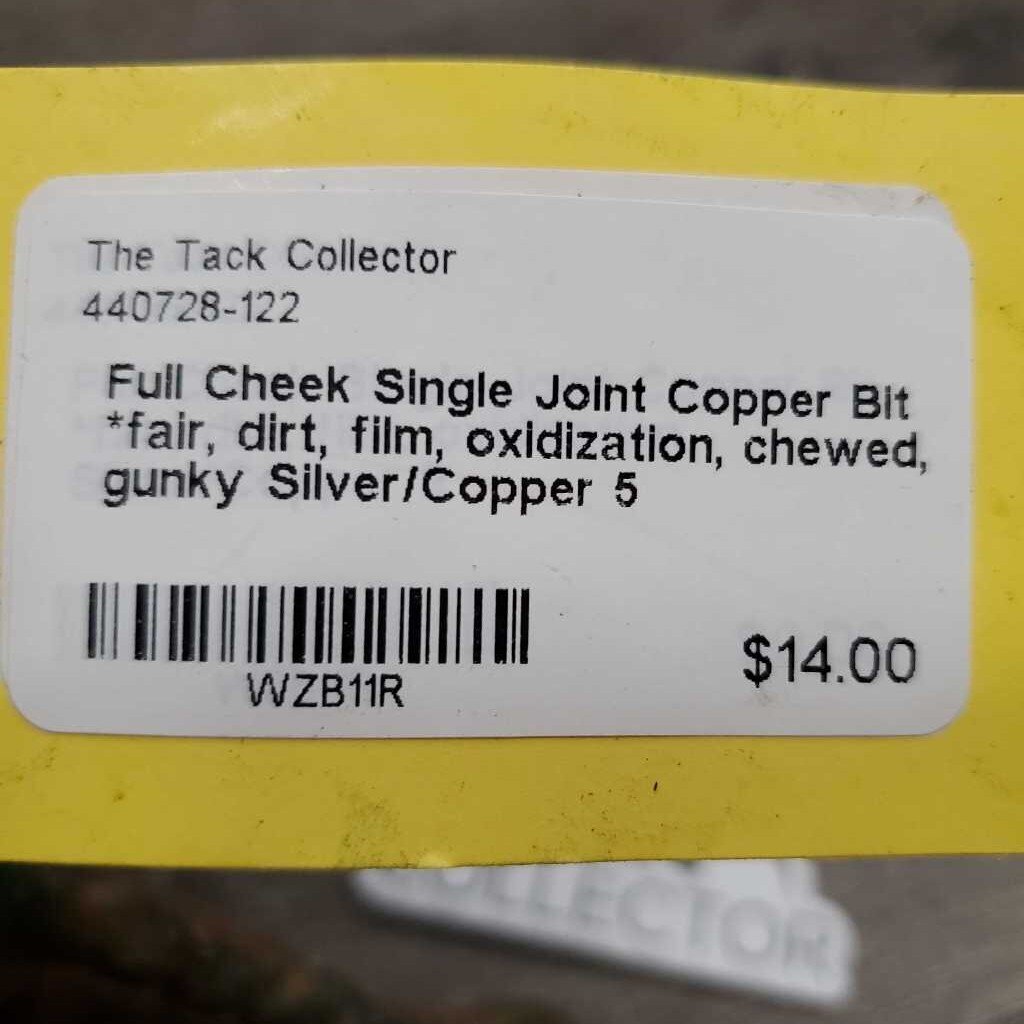 The Tack Collector
440728-122
Full Cheek Single Joint Copper Bit
*fair, dirt, film, oxidization, chewed,
gunky Silver/Copper 5
WZB11R
$14.00
COLLECTOR